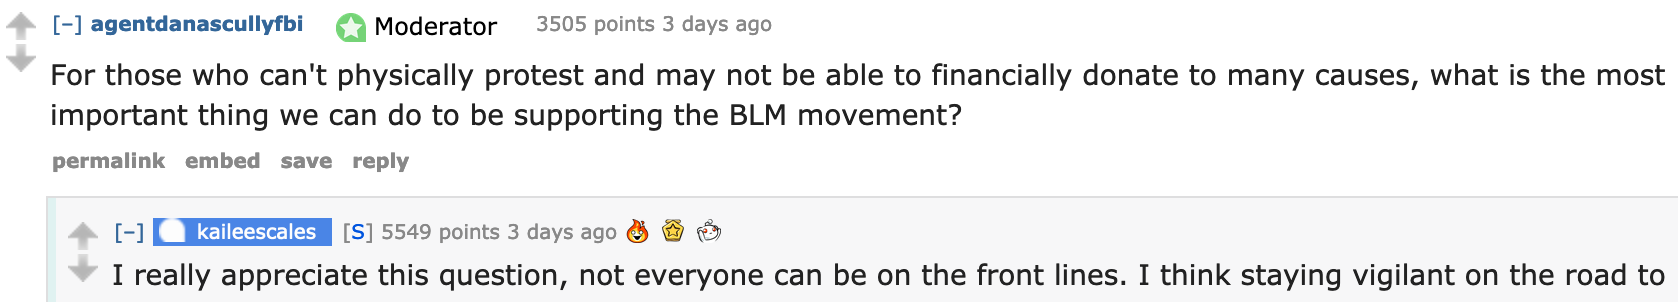 [–] agentdanascullyfbi Moderator 3505 points 3 days ago
For those who can't physically protest and may not be able to financially donate to many causes, what is the most
important thing we can do to be supporting the BLM movement?
permalink embed save reply
[–] kaileescales [S] 5549 points 3 days ago
I really appreciate this question, not everyone can be on the front lines. I think staying vigilant on the road to